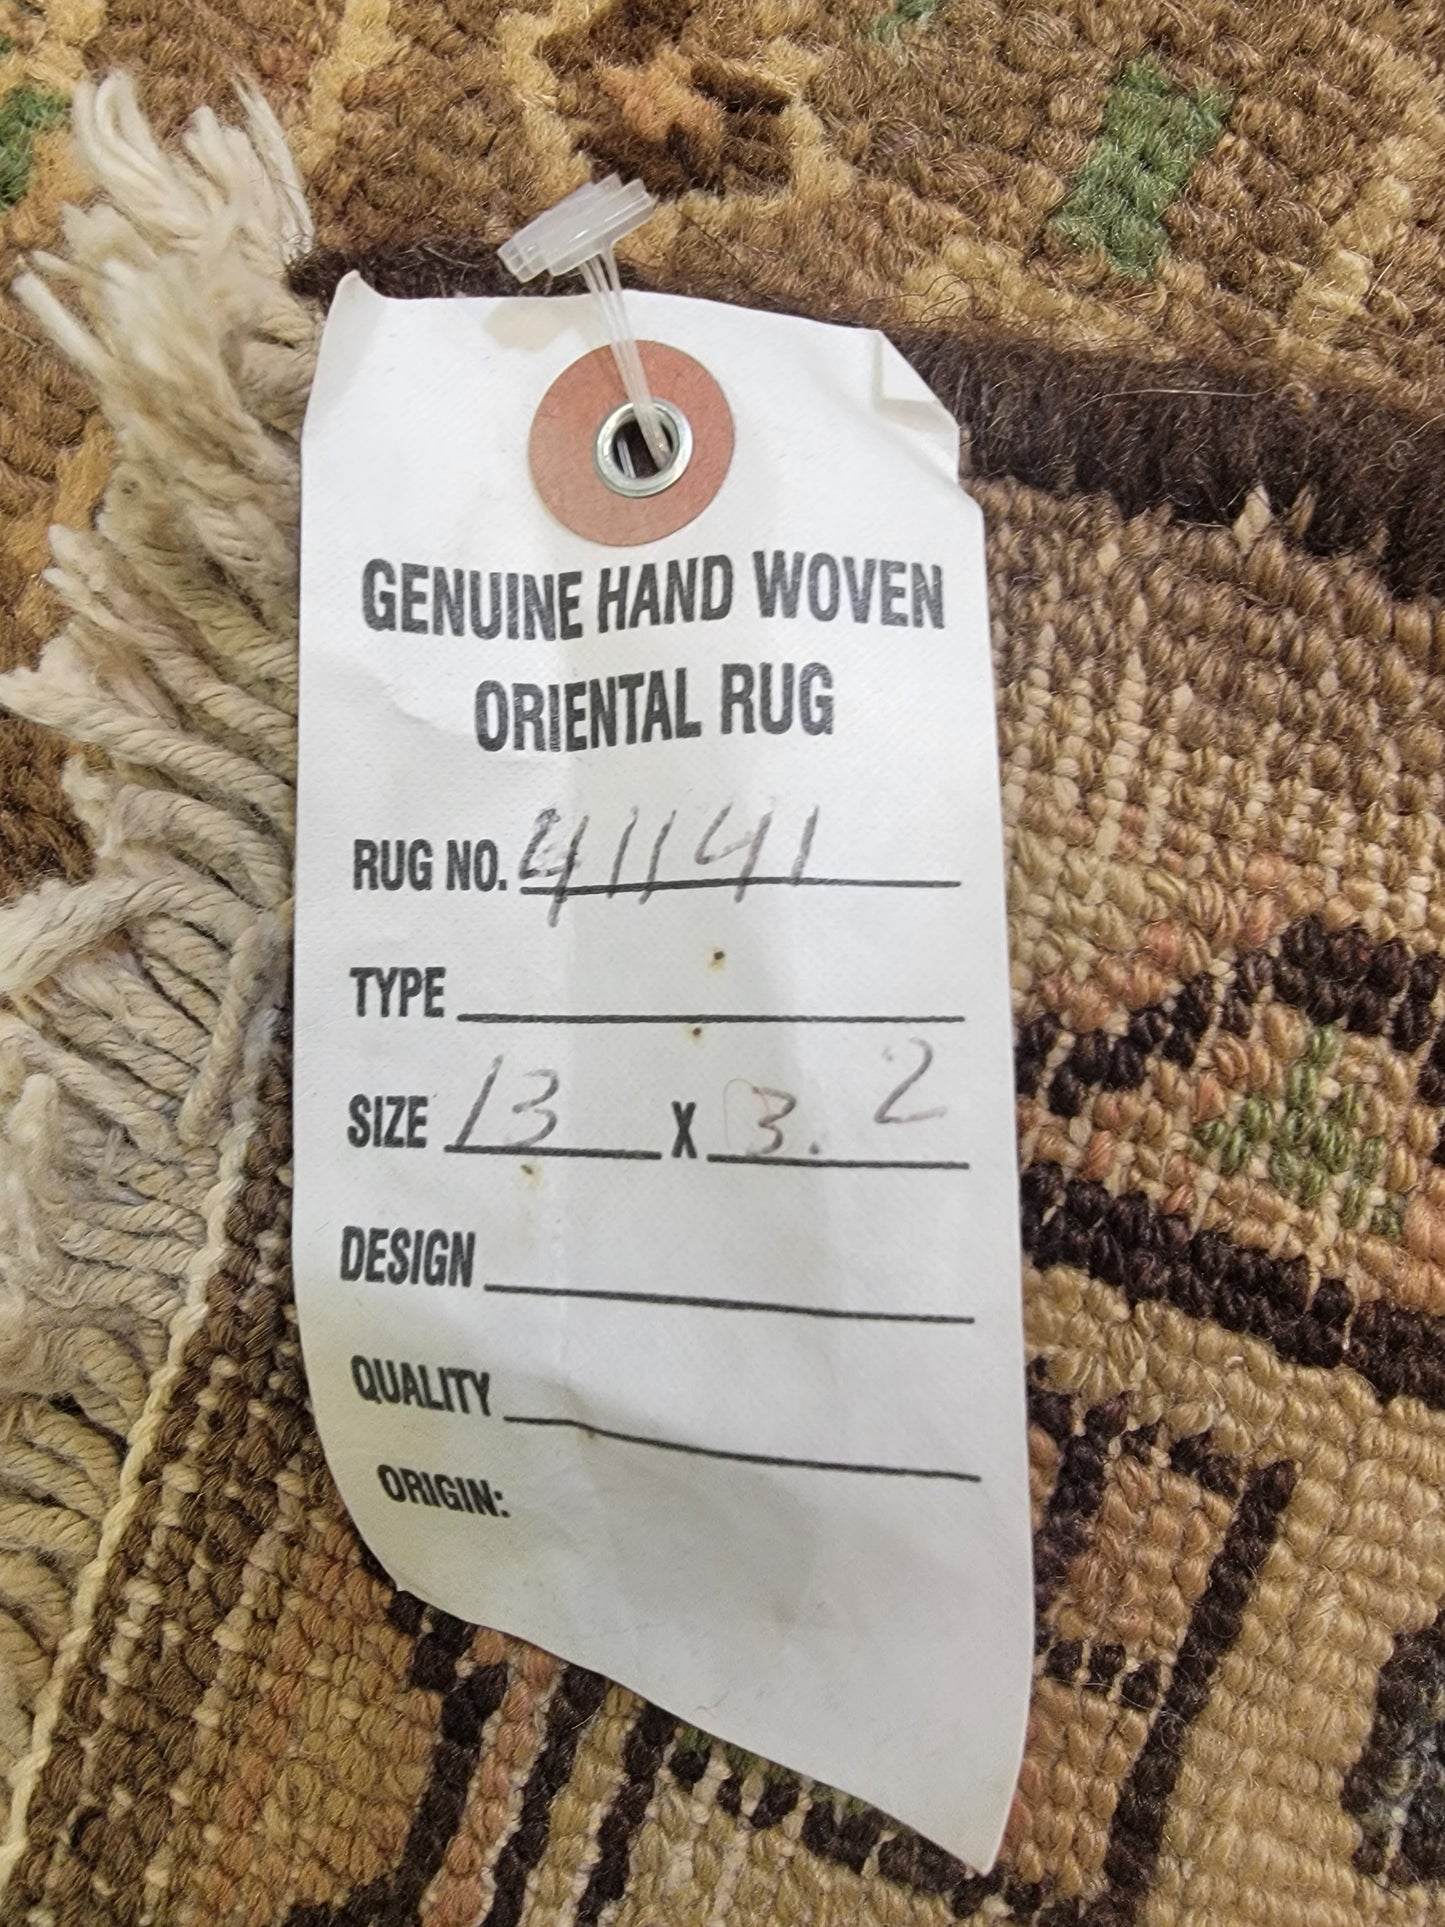 GENUINE HAND WOVEN
ORIENTAL RUG
RUG NO. 41141
TYPE
SIZE 13 X 3. 2
DESIGN
QUALITY
ORIGIN: